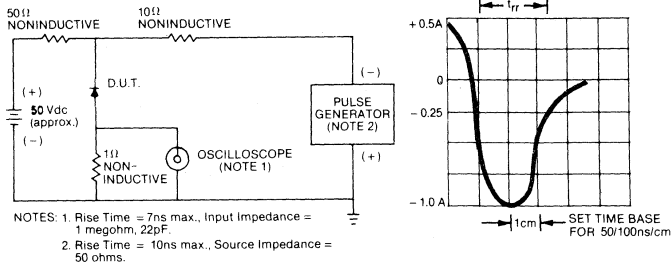 50Ω
NONINDUCTIVE
10Ω
NONINDUCTIVE
(+)
50 Vdc
(approx.)
(−)
D.U.T.
1Ω
NON-
INDUCTIVE
OSCILLOSCOPE
(NOTE 1)
(−)
PULSE
GENERATOR
(NOTE 2)
(+)
NOTES: 1. Rise Time = 7ns max., Input Impedance =
1 megohm, 22pF.
2. Rise Time = 10ns max., Source Impedance =
50 ohms.
trr
+0.5A
0
−0.25
−1.0A
1cm
SET TIME BASE
FOR 50/100ns/cm